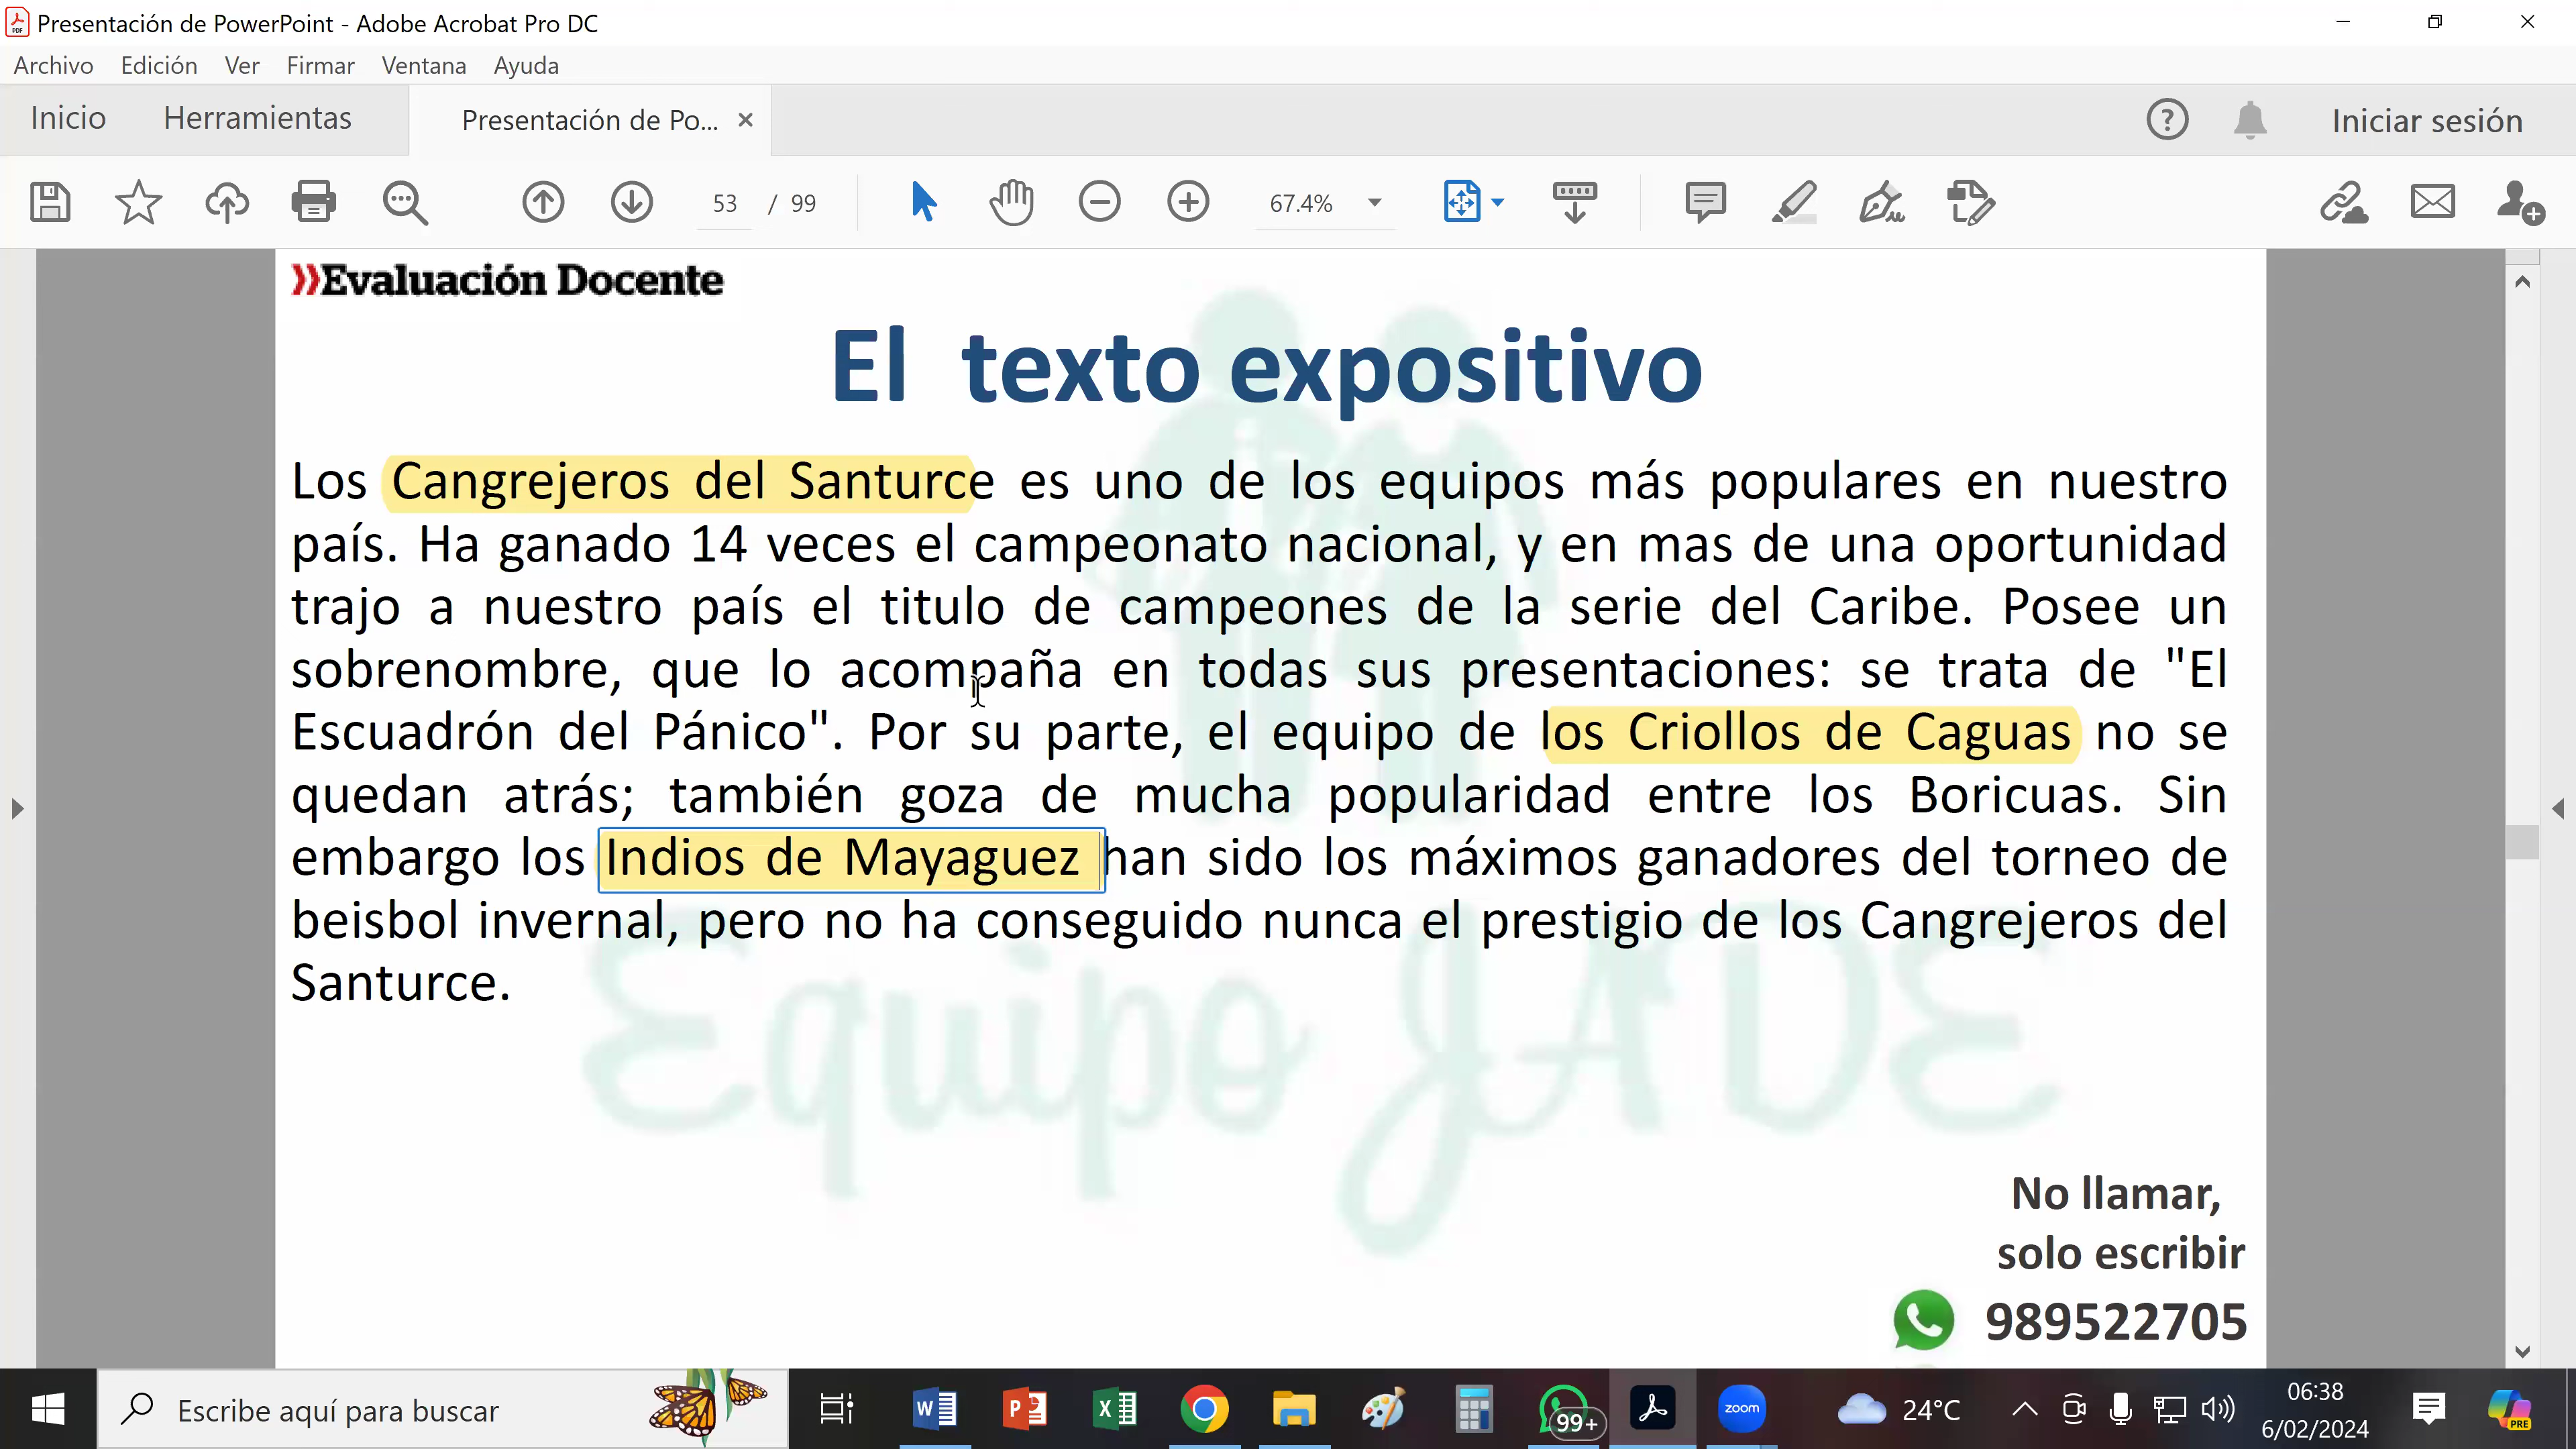 Presentación de PowerPoint - Adobe Acrobat Pro DC
Archivo Edición Ver Firmar Ventana Ayuda
Inicio Herramientas Presentación de Po... Iniciar sesión
53 / 99 67.4%
Evaluación Docente
El texto expositivo
Los Cangrejeros del Santurce es uno de los equipos más populares en nuestro
país. Ha ganado 14 veces el campeonato nacional, y en mas de una oportunidad
trajo a nuestro país el titulo de campeones de la serie del Caribe. Posee un
sobrenombre, que lo acompaña en todas sus presentaciones: se trata de "El
Escuadrón del Pánico". Por su parte, el equipo de los Criollos de Caguas no se
quedan atrás; también goza de mucha popularidad entre los Boricuas. Sin
embargo los Indios de Mayaguez han sido los máximos ganadores del torneo de
beisbol invernal, pero no ha conseguido nunca el prestigio de los Cangrejeros del
Santurce.
Equipo JADE
No llamar,
solo escribir
989522705
Escribe aquí para buscar 99+ zoom 24°C 06:38 PRE
6/02/2024